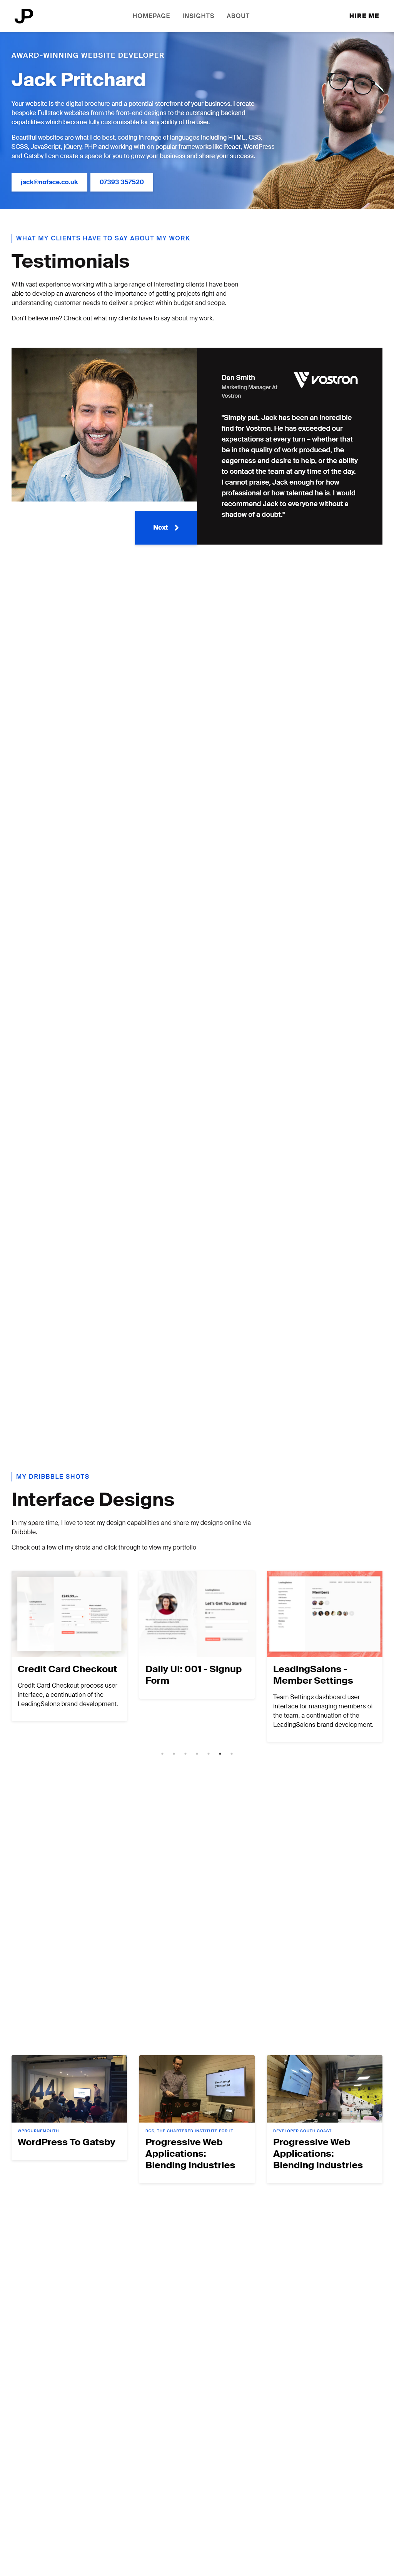 JP
HOMEPAGE INSIGHTS ABOUT
HIRE ME
AWARD-WINNING WEBSITE DEVELOPER
Jack Pritchard
Your website is the digital brochure and a potential storefront of your business. I create
bespoke Fullstack websites from the front-end designs to the outstanding backend
capabilities which become fully customisable for any ability of the user.
Beautiful websites are what I do best, coding in range of languages including HTML, CSS,
SCSS, JavaScript, jQuery, PHP and working with on popular frameworks like React, WordPress
and Gatsby I can create a space for you to grow your business and share your success.
jack@noface.co.uk
07393 357520
WHAT MY CLIENTS HAVE TO SAY ABOUT MY WORK
Testimonials
With vast experience working with a large range of interesting clients I have been
able to develop an awareness of the importance of getting projects right and
understanding customer needs to deliver a project within budget and scope.
Don't believe me? Check out what my clients have to say about my work.
Dan Smith
Marketing Manager At
Vostron
vostron
"Simply put, Jack has been an incredible
find for Vostron. He has exceeded our
expectations at every turn – whether that
be in the quality of work produced, the
eagerness and desire to help, or the ability
to contact the team at any time of the day.
I cannot praise, Jack enough for how
professional or how talented he is. I would
recommend Jack to everyone without a
shadow of a doubt."
Next
MY DRIBBBLE SHOTS
Interface Designs
In my spare time, I love to test my design capabilities and share my designs online via
Dribbble.
Check out a few of my shots and click through to view my portfolio
Credit Card Checkout
Credit Card Checkout process user
interface, a continuation of the
LeadingSalons brand development.
Let's Get You Started
Daily UI: 001 - Signup
Form
Members
LeadingSalons -
Member Settings
Team Settings dashboard user
interface for managing members of
the team, a continuation of the
LeadingSalons brand development.
WPBOURNEMOUTH
WordPress To Gatsby
BCS, THE CHARTERED INSTITUTE FOR IT
Progressive Web
Applications:
Blending Industries
DEVELOPER SOUTH COAST
Progressive Web
Applications:
Blending Industries